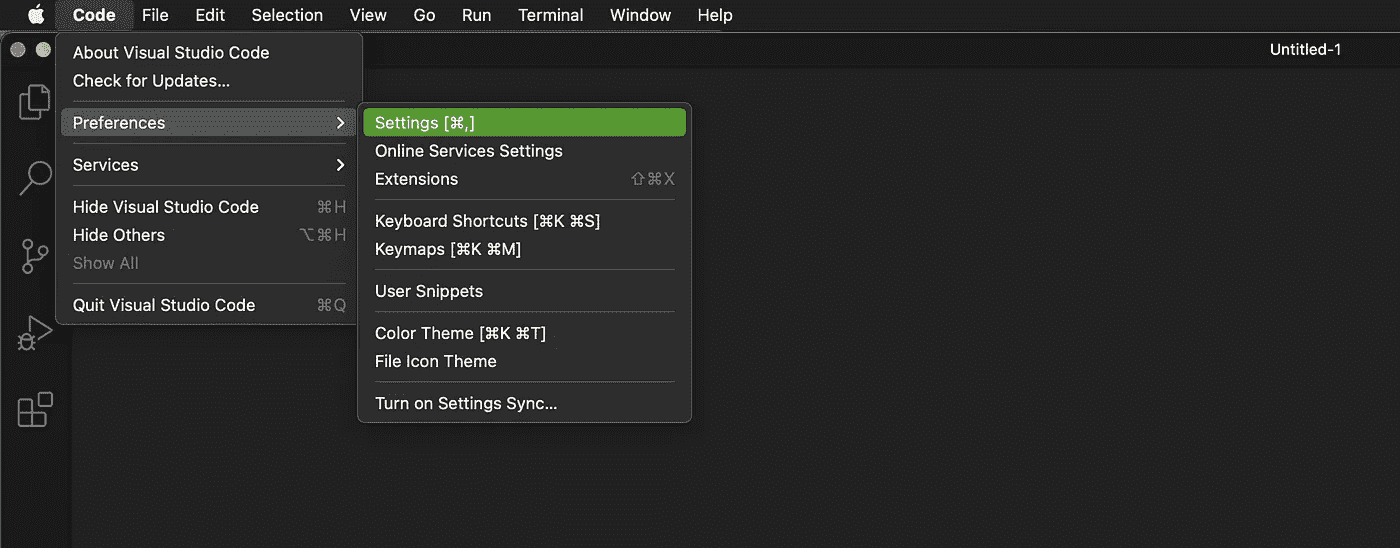 Code File Edit Selection View Go Run Terminal Window Help
Untitled-1
About Visual Studio Code
Check for Updates...
Preferences
Services
Hide Visual Studio Code ⌘H
Hide Others ⌥⌘H
Show All
Quit Visual Studio Code ⌘Q
Settings [⌘,]
Online Services Settings
Extensions ⇧⌘X
Keyboard Shortcuts [⌘K ⌘S]
Keymaps [⌘K ⌘M]
User Snippets
Color Theme [⌘K ⌘T]
File Icon Theme
Turn on Settings Sync...